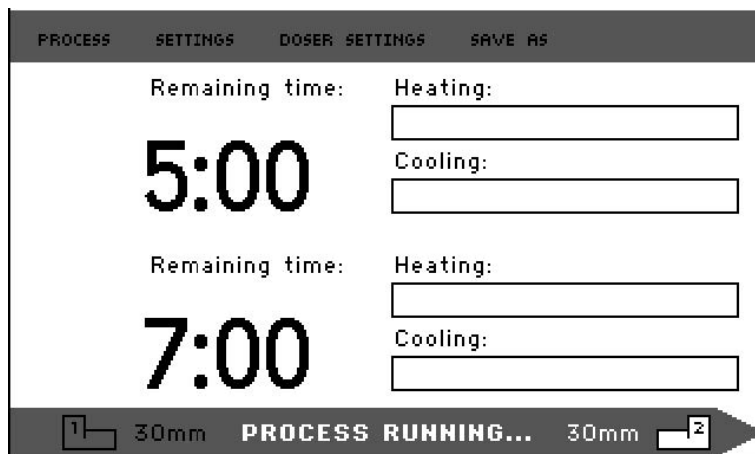 PROCESS SETTINGS DOSER SETTINGS SAVE AS
Remaining time: Heating:
5:00
Cooling:
Remaining time: Heating:
7:00
Cooling:
1 30mm PROCESS RUNNING... 30mm 2